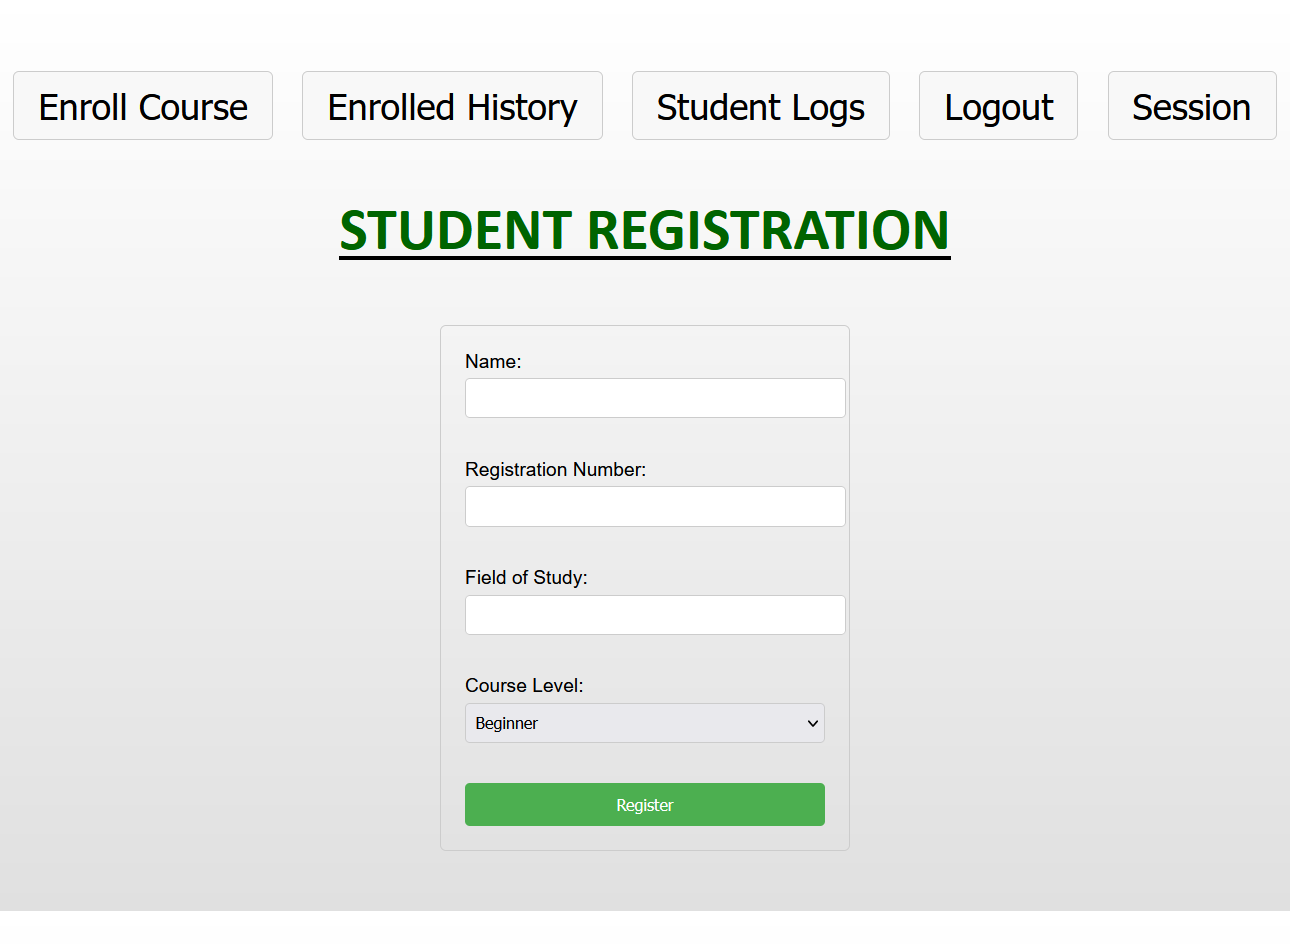 Enroll Course Enrolled History Student Logs Logout Session
STUDENT REGISTRATION
Name:
Registration Number:
Field of Study:
Course Level:
Beginner
Register